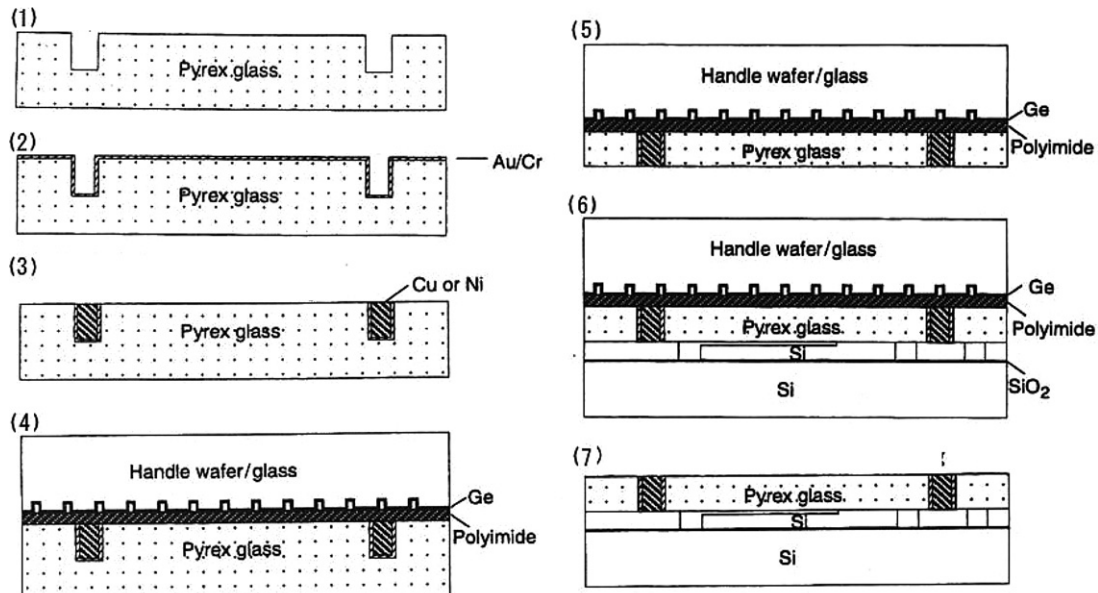 (1)
Pyrex glass
(2)
Au/Cr
Pyrex glass
(3)
Cu or Ni
Pyrex glass
(4)
Handle wafer/glass
Ge
Polyimide
Pyrex glass
(5)
Handle wafer/glass
Ge
Polyimide
Pyrex glass
(6)
Handle wafer/glass
Ge
Polyimide
Pyrex glass
Si
SiO2
Si
(7)
Pyrex glass
Si
Si